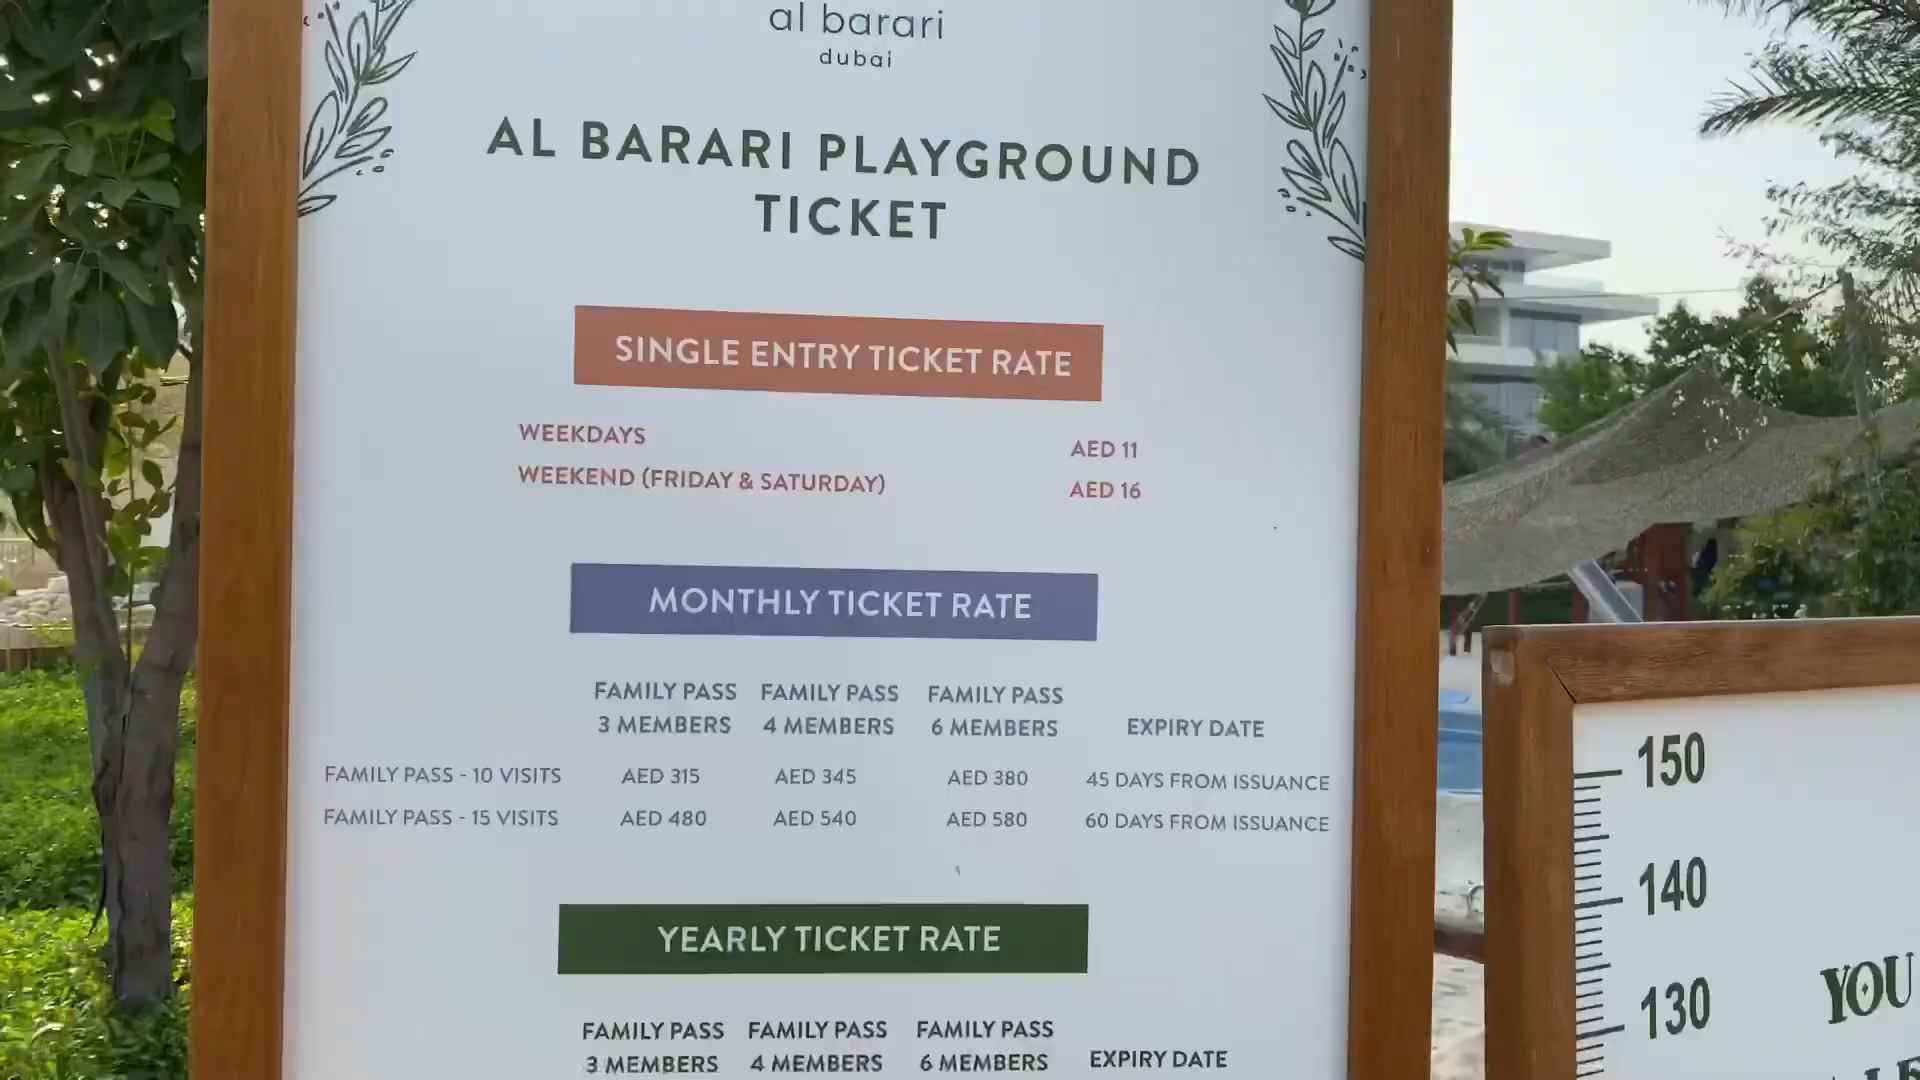 al barari
dubai
AL BARARI PLAYGROUND
TICKET
SINGLE ENTRY TICKET RATE
WEEKDAYS AED 11
WEEKEND (FRIDAY & SATURDAY) AED 16
MONTHLY TICKET RATE
FAMILY PASS FAMILY PASS FAMILY PASS
3 MEMBERS 4 MEMBERS 6 MEMBERS EXPIRY DATE
FAMILY PASS - 10 VISITS AED 315 AED 345 AED 380 45 DAYS FROM ISSUANCE
FAMILY PASS - 15 VISITS AED 480 AED 540 AED 580 60 DAYS FROM ISSUANCE
YEARLY TICKET RATE
FAMILY PASS FAMILY PASS FAMILY PASS
3 MEMBERS 4 MEMBERS 6 MEMBERS EXPIRY DATE
150
140
130
YOU